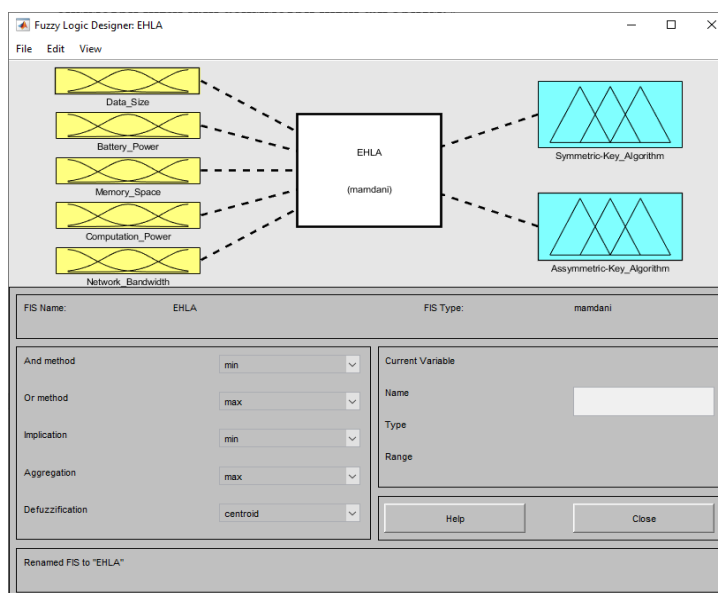 Fuzzy Logic Designer: EHLA
File Edit View
Data_Size
Battery_Power
Memory_Space
Computation_Power
Network_Bandwidth
EHLA
(mamdani)
Symmetric-Key_Algorithm
Assymmetric-Key_Algorithm
FIS Name: EHLA FIS Type: mamdani
And method min
Or method max
Implication min
Aggregation max
Defuzzification centroid
Current Variable
Name
Type
Range
Help Close
Renamed FIS to "EHLA"